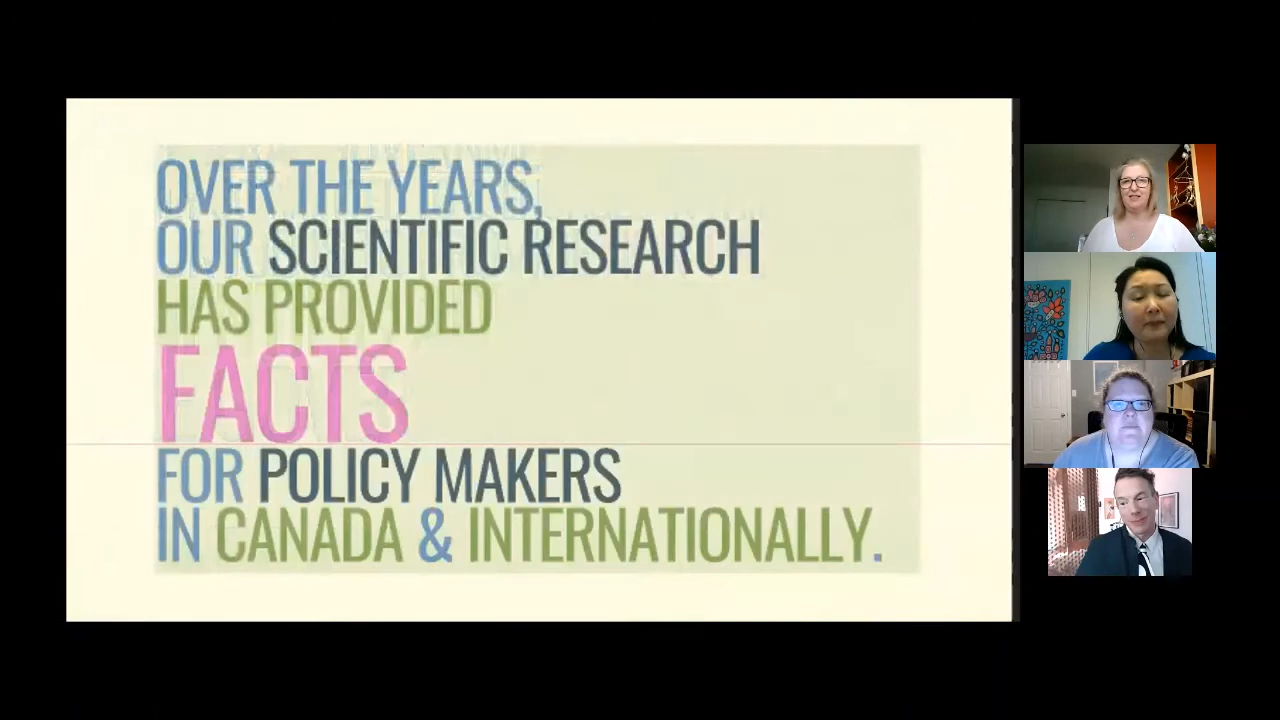 OVER THE YEARS,
OUR SCIENTIFIC RESEARCH
HAS PROVIDED
FACTS
FOR POLICY MAKERS
IN CANADA & INTERNATIONALLY.